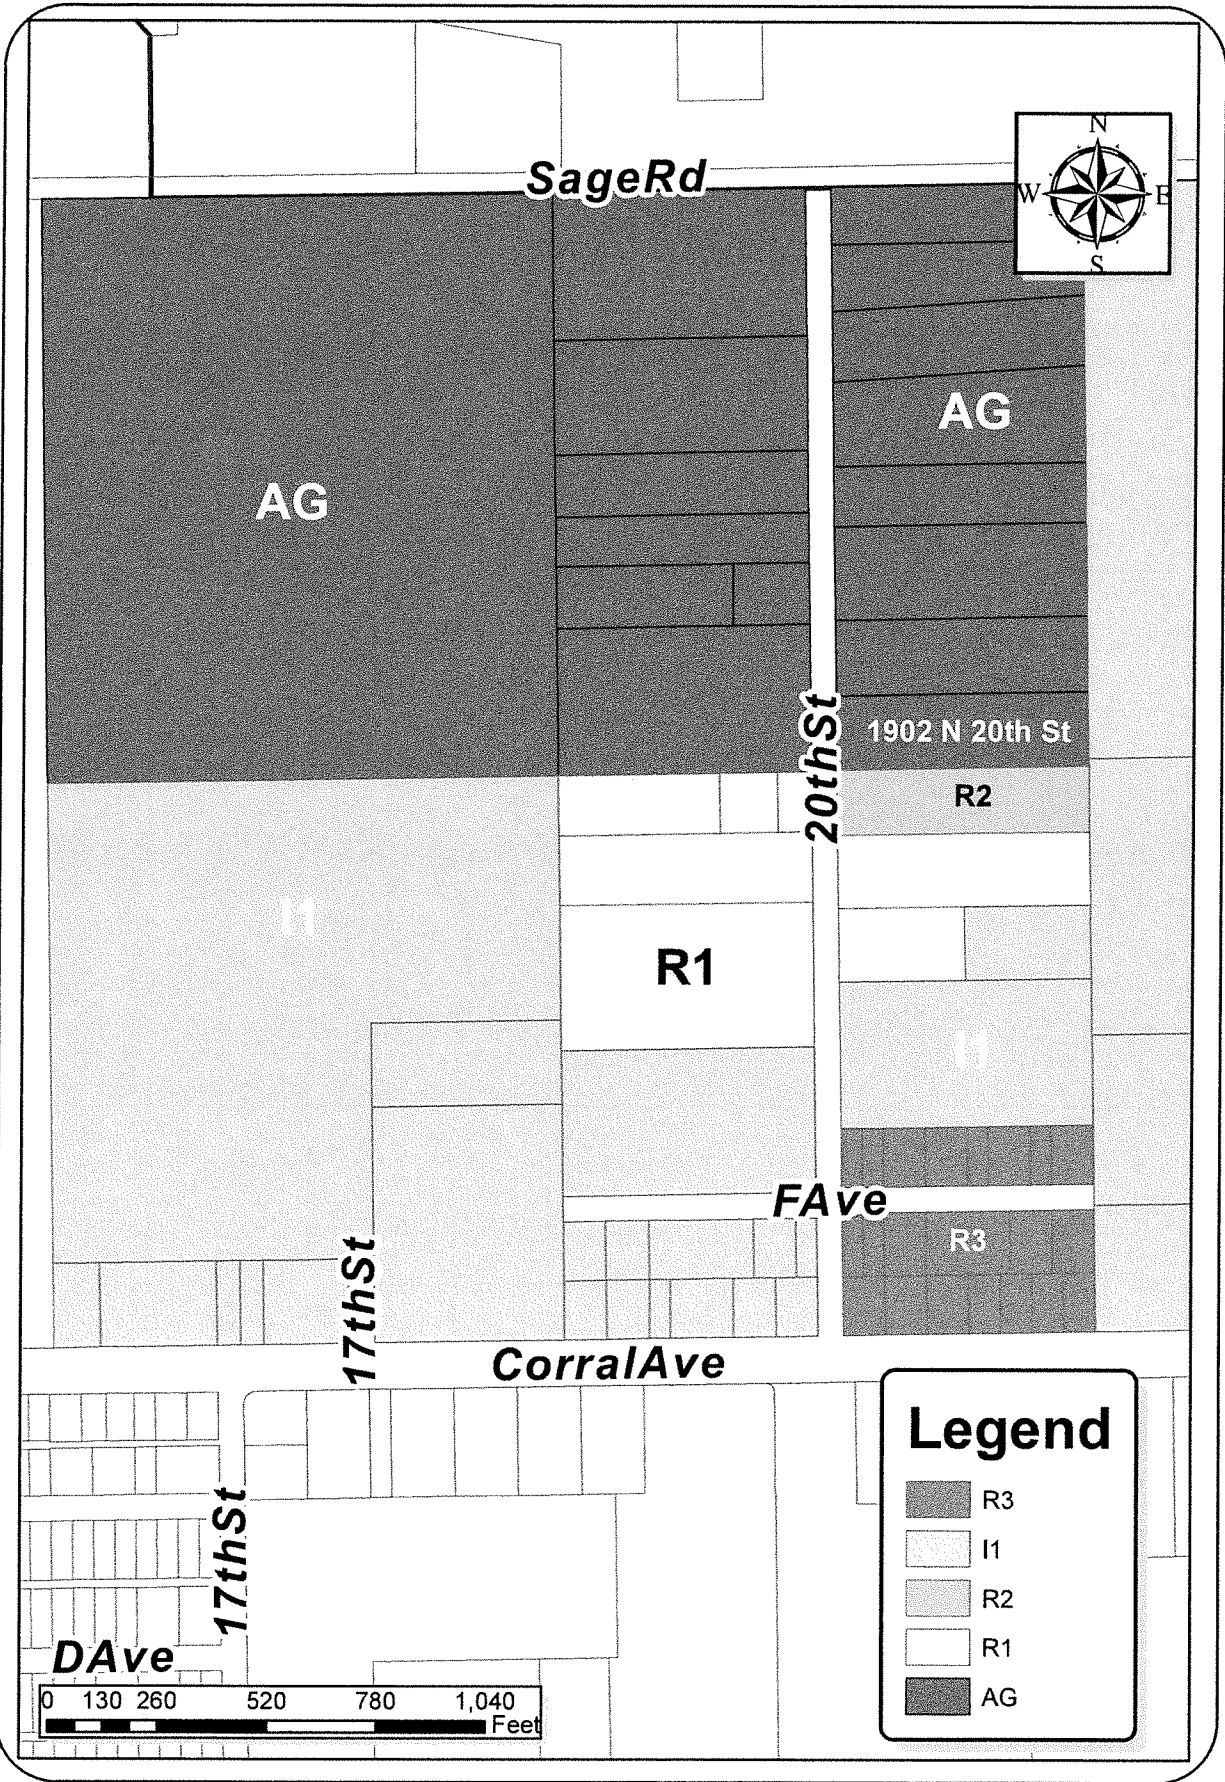 N
W
E
S
SageRd
AG
AG
1902 N 20th St
20thSt
R2
I1
R1
I1
FAve
R3
17thSt
CorralAve
Legend
R3
I1
R2
R1
AG
17thSt
DAve
0 130 260 520 780 1,040
Feet